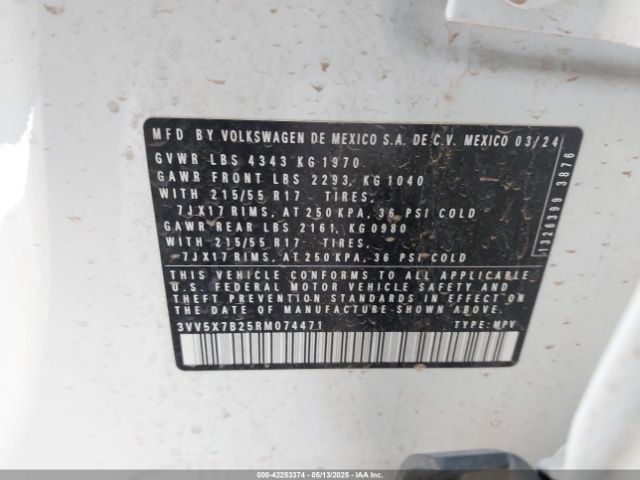 MFD BY VOLKSWAGEN DE MEXICO S.A. DE C.V. MEXICO 03/24
GVWR LBS 4343 KG 1970
GAWR FRONT LBS 2293, KG 1040
WITH 215/55 R17 TIRES,
7JX17 RIMS, AT 250 KPA, 36 PSI COLD
GAWR REAR LBS 2161, KG 0980
WITH 215/55 R17 TIRES,
7JX17 RIMS, AT 250 KPA, 36 PSI COLD
THIS VEHICLE CONFORMS TO ALL APPLICABLE
U.S. FEDERAL MOTOR VEHICLE SAFETY AND
THEFT PREVENTION STANDARDS IN EFFECT ON THE
DATE OF MANUFACTURE SHOWN ABOVE.
3VV5X7B25RM074471 TYPE: MPV
1326399 3876
000-42253374 05/13/2025 IAA Inc. Copyright